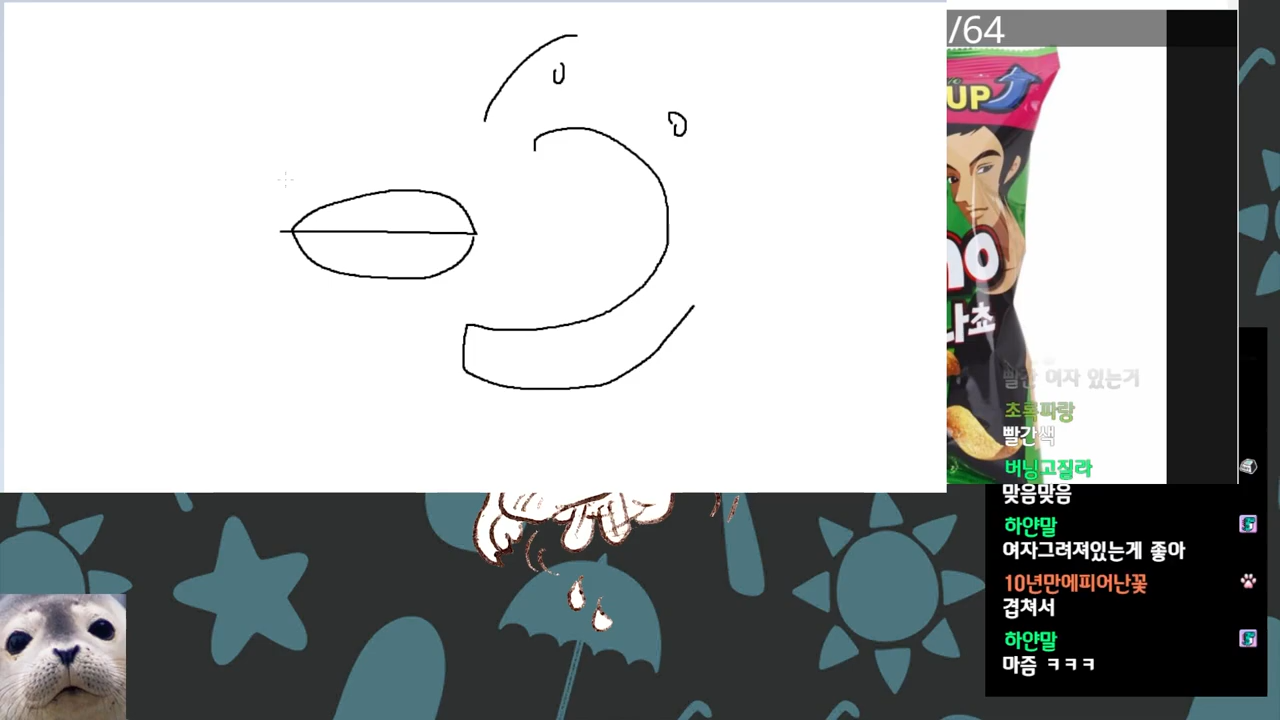 /64
UP
no
나쵸
빨간 여자 있는거
초록파랑
빨간색
버닝고질라
맞음맞음
하얀말
여자그려져있는게 좋아
10년만에피어난꽃
겁쳐서
하얀말
마즘 ㅋㅋㅋ